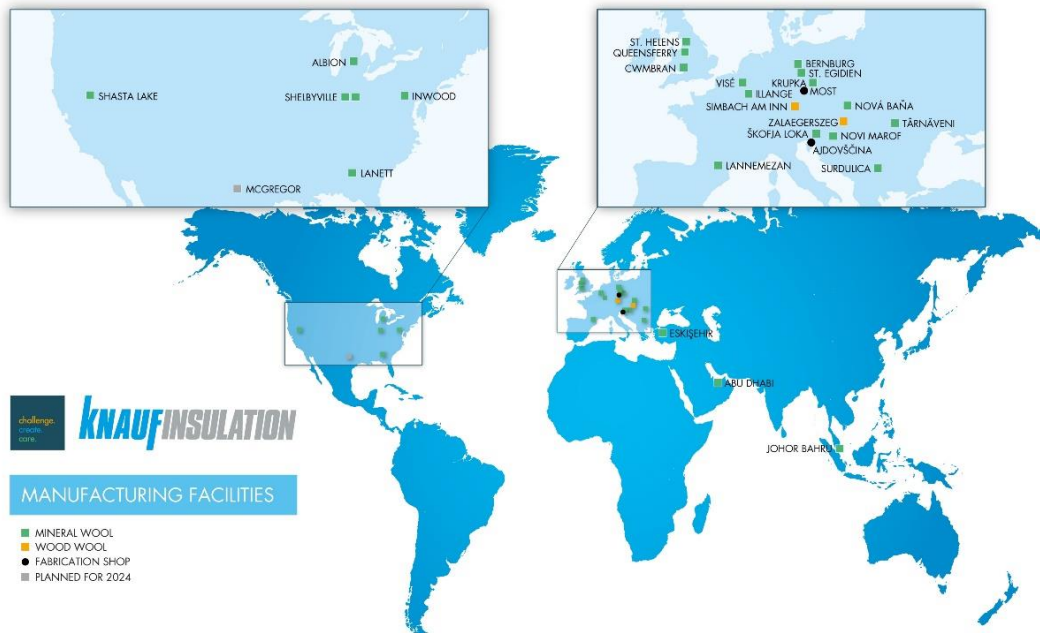 ALBION
SHASTA LAKE
SHELBYVILLE
INWOOD
LANETT
MCGREGOR
ST. HELENS
QUEENSFERRY
CWMBRAN
BERNBURG
ST. EGIDIEN
VISÉ
KRUPKA
MOST
ILLANGE
SIMBACH AM INN
NOVÁ BAŇA
ZALAEGERSZEG
TÂRNĂVENI
ŠKOFJA LOKA
NOVI MAROF
AJDOVŠČINA
LANNEMEZAN
SURDULICA
ESKIŞEHIR
ABU DHABI
JOHOR BAHRU
challenge.
create.
care.
KNAUFINSULATION
MANUFACTURING FACILITIES
MINERAL WOOL
WOOD WOOL
FABRICATION SHOP
PLANNED FOR 2024